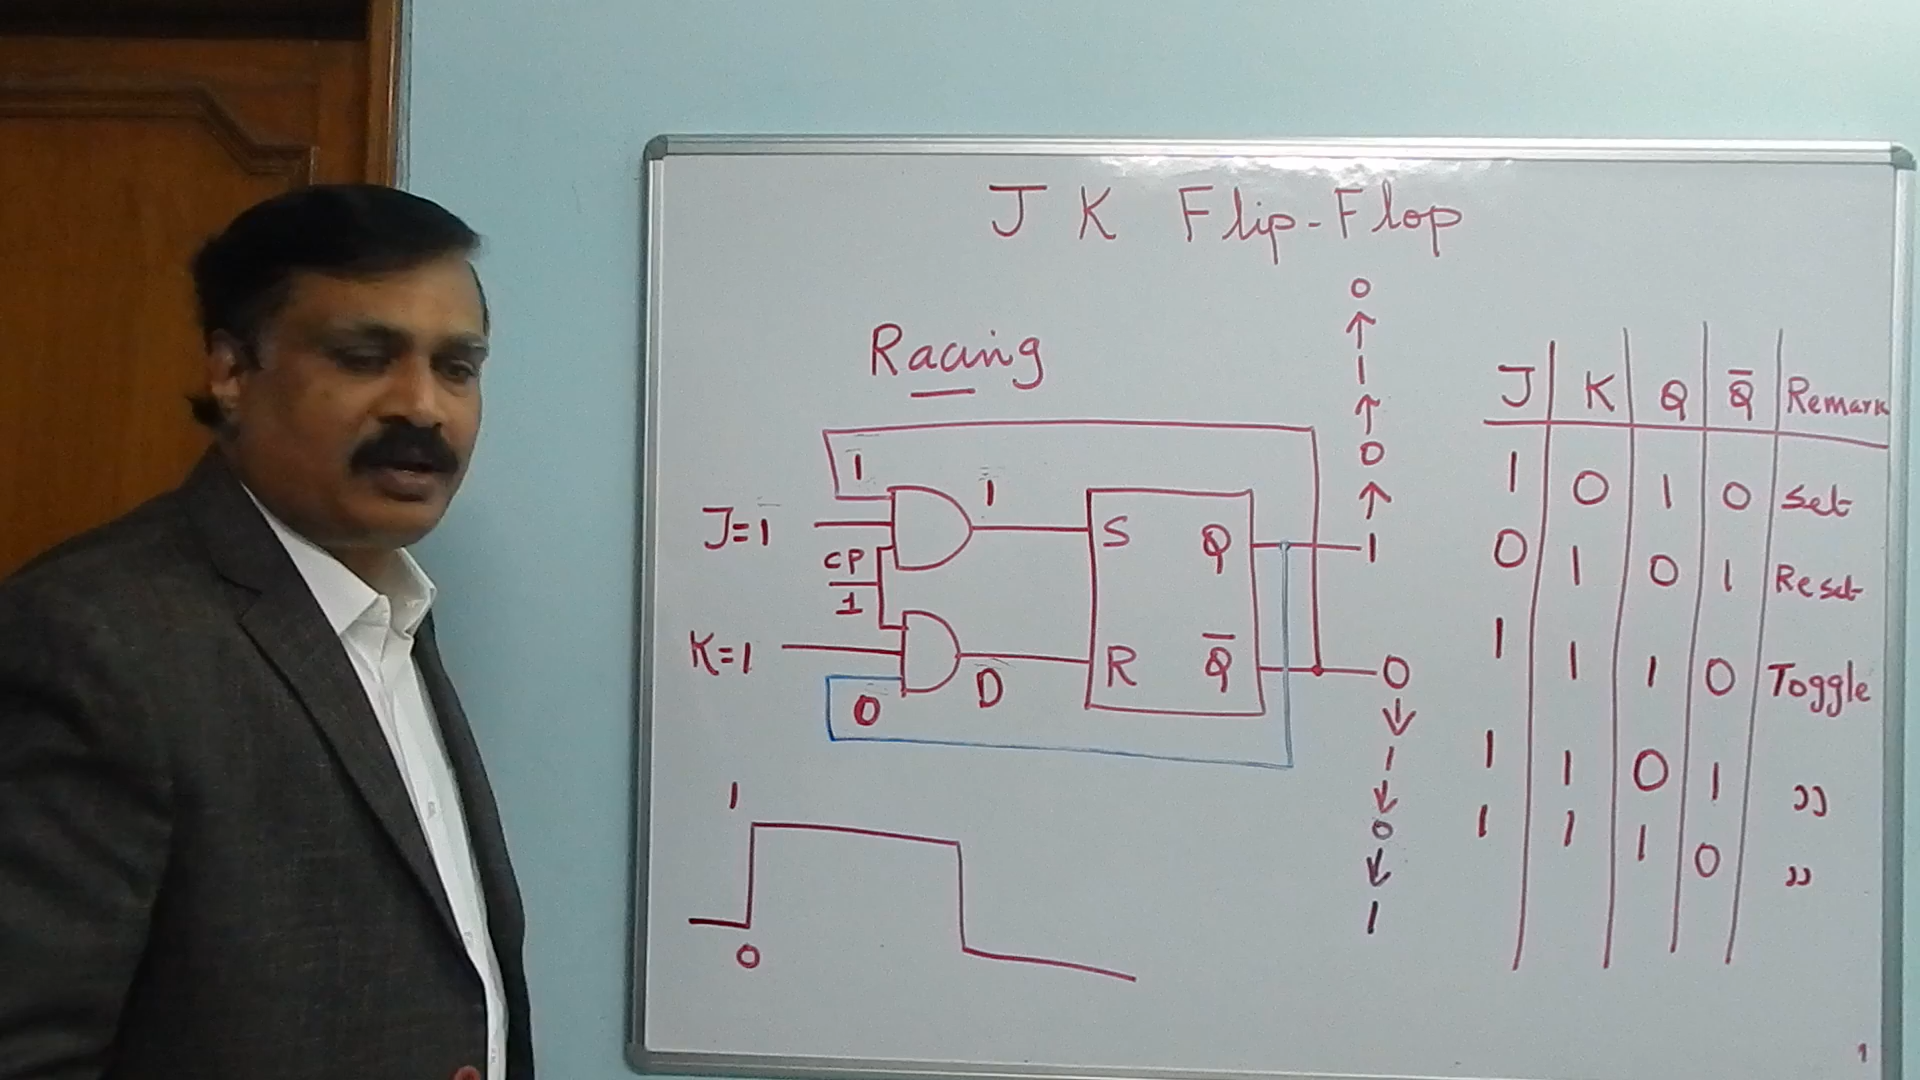 J K Flip-Flop
Racing
0
↑
1
↑
0
↑
1
1
1
J=1
CP
1
K=1
0
0
S Q
R Q̅
0
↓
1
↓
0
↓
1
1
0
J K Q Q̅ Remark
1 0 1 0 Set
0 1 0 1 Reset
1 1 1 0 Toggle
1 1 0 1 ))
1 1 1 0 ))
1